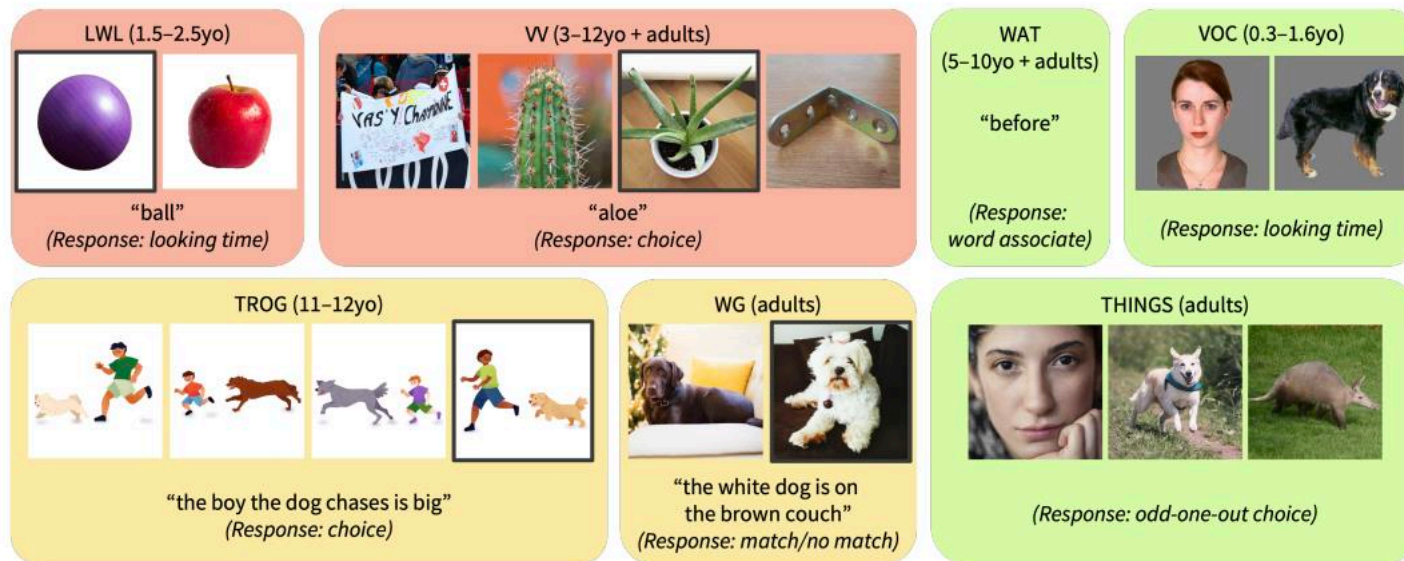 LWL (1.5–2.5yo)
“ball”
(Response: looking time)
VV (3–12yo + adults)
VAS'Y CHAMPIONNE
“aloe”
(Response: choice)
WAT
(5–10yo + adults)
“before”
(Response:
word associate)
VOC (0.3–1.6yo)
(Response: looking time)
TROG (11–12yo)
“the boy the dog chases is big”
(Response: choice)
WG (adults)
“the white dog is on
the brown couch”
(Response: match/no match)
THINGS (adults)
(Response: odd-one-out choice)